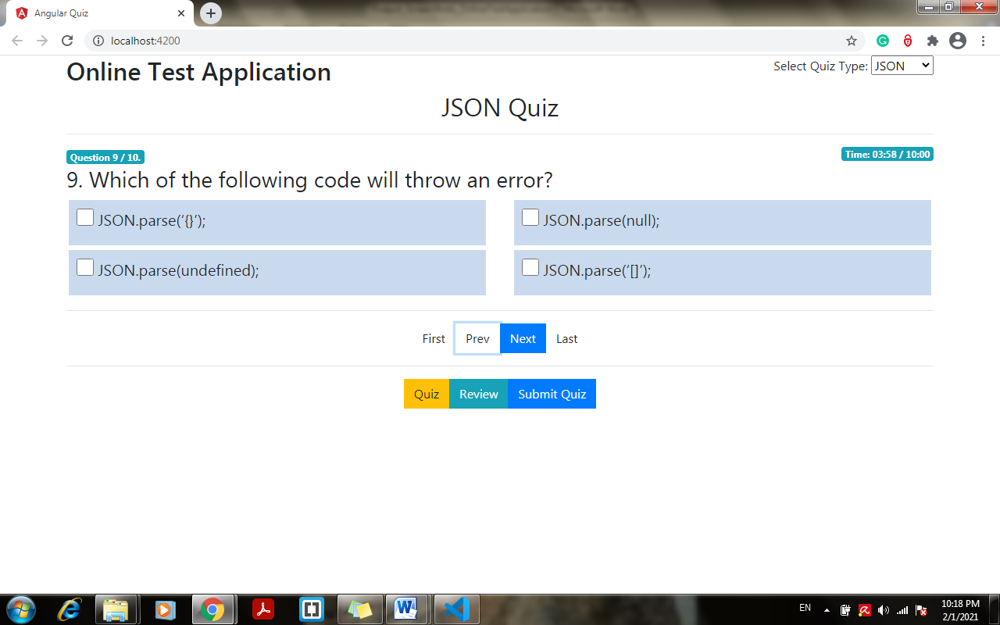 Angular Quiz
localhost:4200
Online Test Application
Select Quiz Type: JSON
JSON Quiz
Question 9 / 10.
Time: 03:58 / 10:00
9. Which of the following code will throw an error?
JSON.parse(‘{}’);
JSON.parse(null);
JSON.parse(undefined);
JSON.parse(‘[]’);
First Prev Next Last
Quiz Review Submit Quiz
EN
10:18 PM
2/1/2021